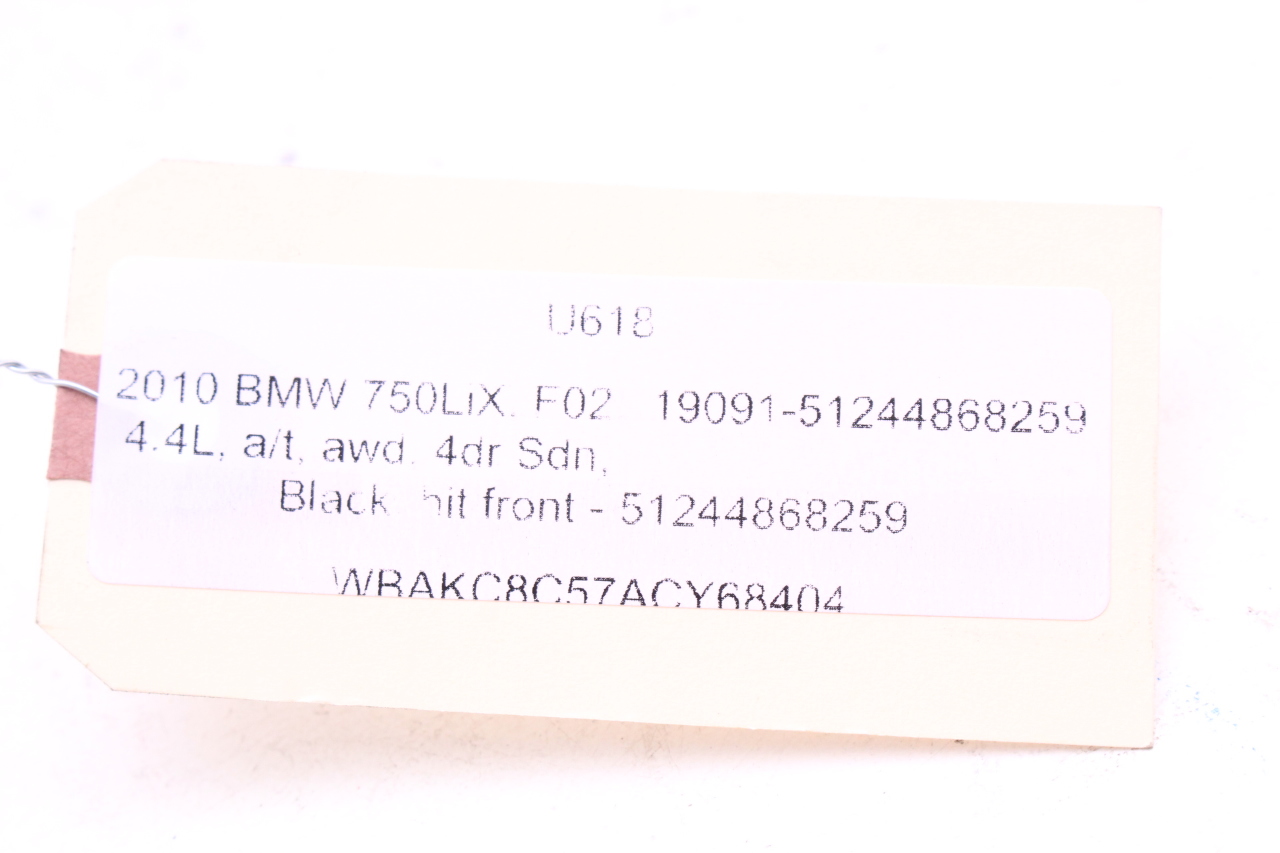 U618
2010 BMW 750LiX, F02 19091-51244868259
4.4L, a/t, awd, 4dr Sdn,
Black, hit front - 51244868259
WBAKC8C57ACY68404